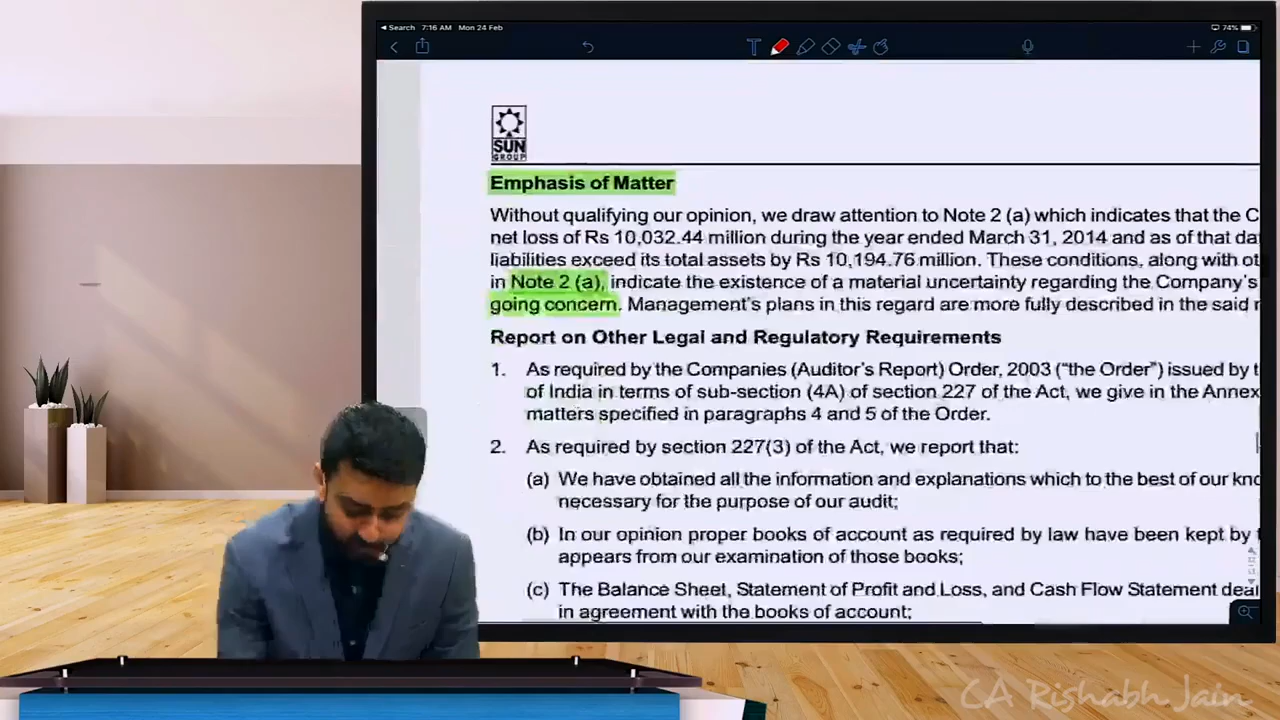 Search 7:16 AM Mon 24 Feb
74%
T
SUN
GROUP
Emphasis of Matter
Without qualifying our opinion, we draw attention to Note 2 (a) which indicates that the C
net loss of Rs 10,032.44 million during the year ended March 31, 2014 and as of that da
liabilities exceed its total assets by Rs 10,194.76 million. These conditions, along with ot
in Note 2 (a), indicate the existence of a material uncertainty regarding the Company's
going concern. Management's plans in this regard are more fully described in the said
Report on Other Legal and Regulatory Requirements
1. As required by the Companies (Auditor's Report) Order, 2003 ("the Order") issued by t
of India in terms of sub-section (4A) of section 227 of the Act, we give in the Annex
matters specified in paragraphs 4 and 5 of the Order.
2. As required by section 227(3) of the Act, we report that:
(a) We have obtained all the information and explanations which to the best of our kno
necessary for the purpose of our audit;
(b) In our opinion proper books of account as required by law have been kept by
appears from our examination of those books;
(c) The Balance Sheet, Statement of Profit and Loss, and Cash Flow Statement deal
in agreement with the books of account;
CA Rishabh Jain